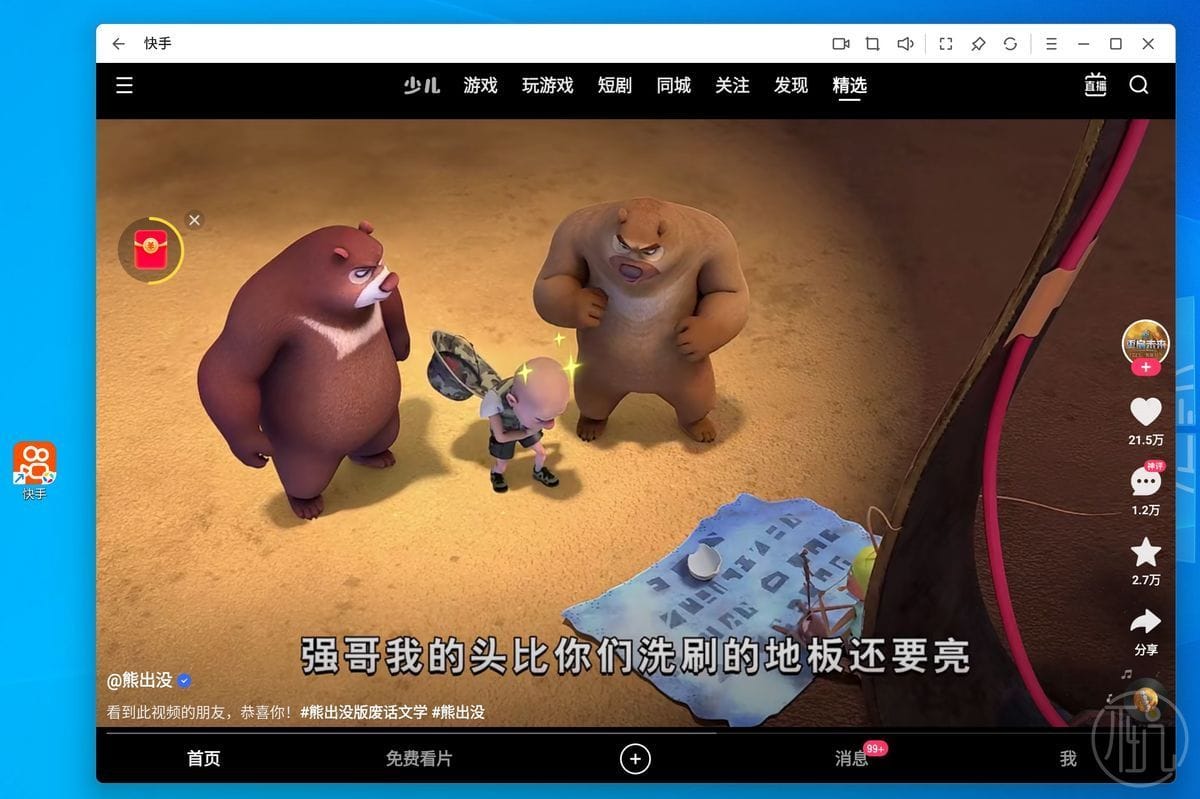 快手
少儿 游戏 玩游戏 短剧 同城 关注 发现 精选
直播
重启未来
21.5万
神评
1.2万
2.7万
分享
快手
强哥我的头比你们洗刷的地板还要亮
@熊出没
看到此视频的朋友，恭喜你！#熊出没版废话文学 #熊出没
首页 免费看片 消息 99+ 我